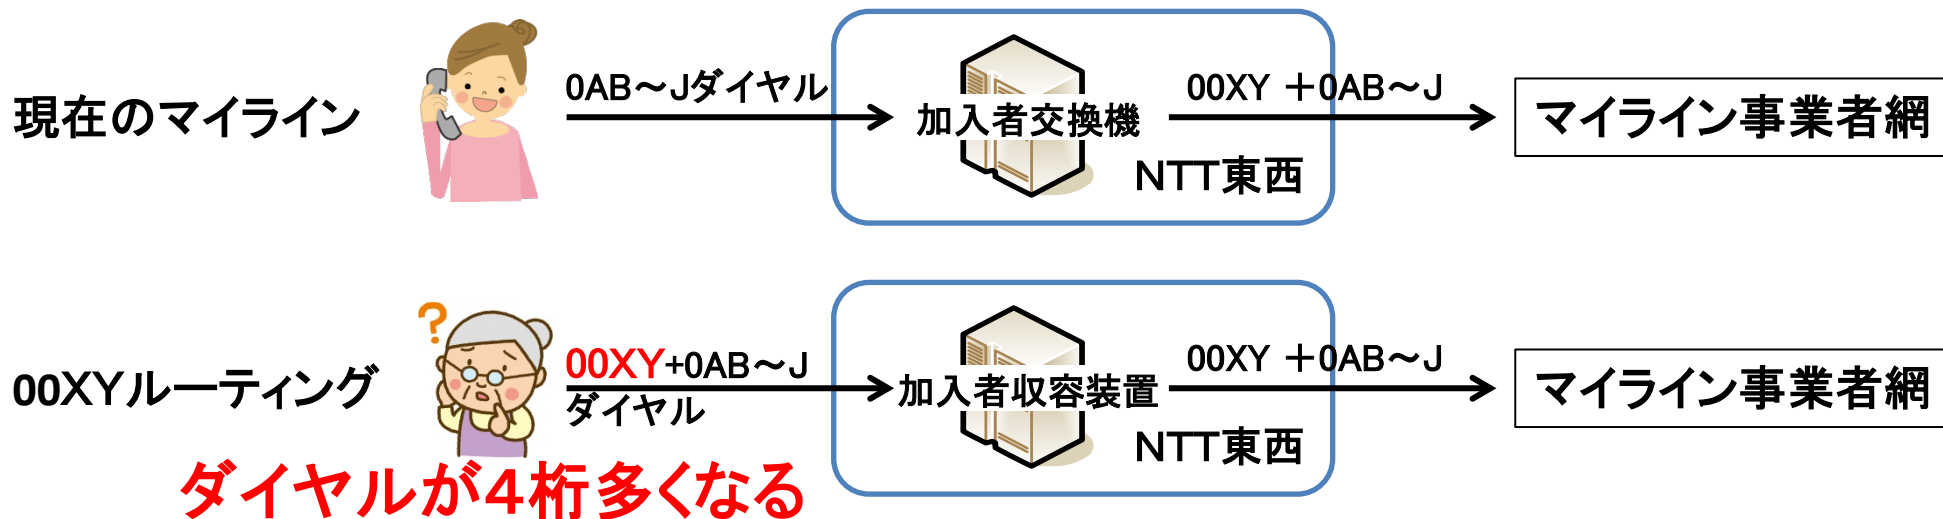 現在のマイライン
0AB～Jダイヤル
加入者交換機
NTT東西
00XY ＋0AB～J
マイライン事業者網
?
00XYルーティング
00XY+0AB～J
ダイヤル
加入者収容装置
NTT東西
00XY ＋0AB～J
マイライン事業者網
ダイヤルが４桁多くなる